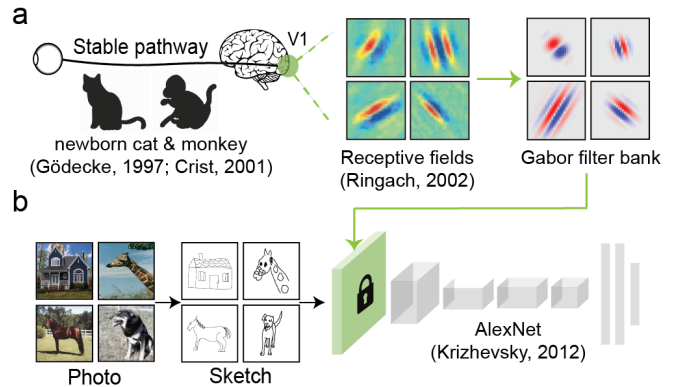 a
Stable pathway
V1
newborn cat & monkey
(Gödecke, 1997; Crist, 2001)
Receptive fields
(Ringach, 2002)
Gabor filter bank
b
Photo
Sketch
AlexNet
(Krizhevsky, 2012)